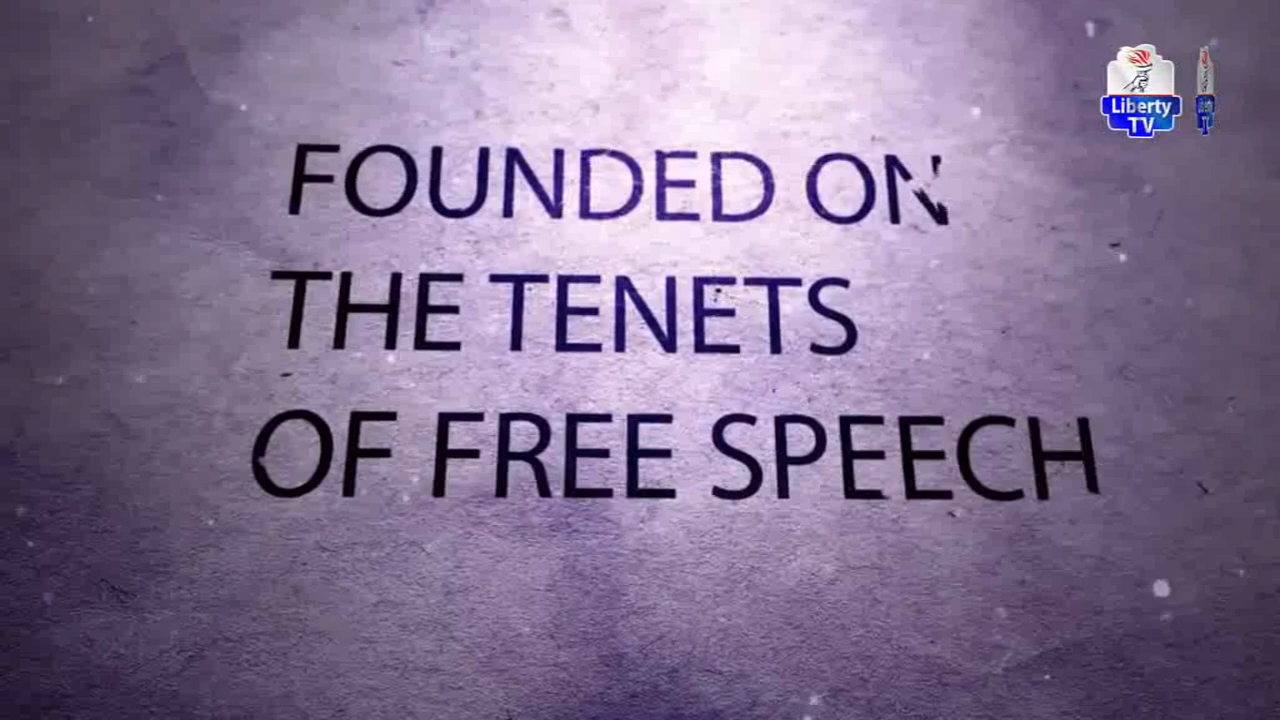 FOUNDED ON
THE TENETS
OF FREE SPEECH
Liberty
TV